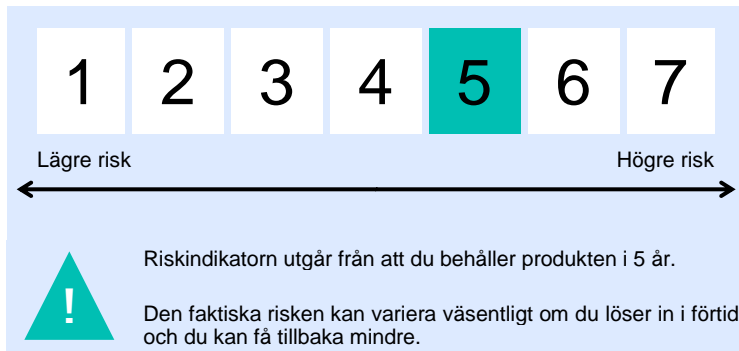 1 2 3 4 5 6 7
Lägre risk Högre risk
Riskindikatorn utgår från att du behåller produkten i 5 år.
!
Den faktiska risken kan variera väsentligt om du löser in i förtid
och du kan få tillbaka mindre.